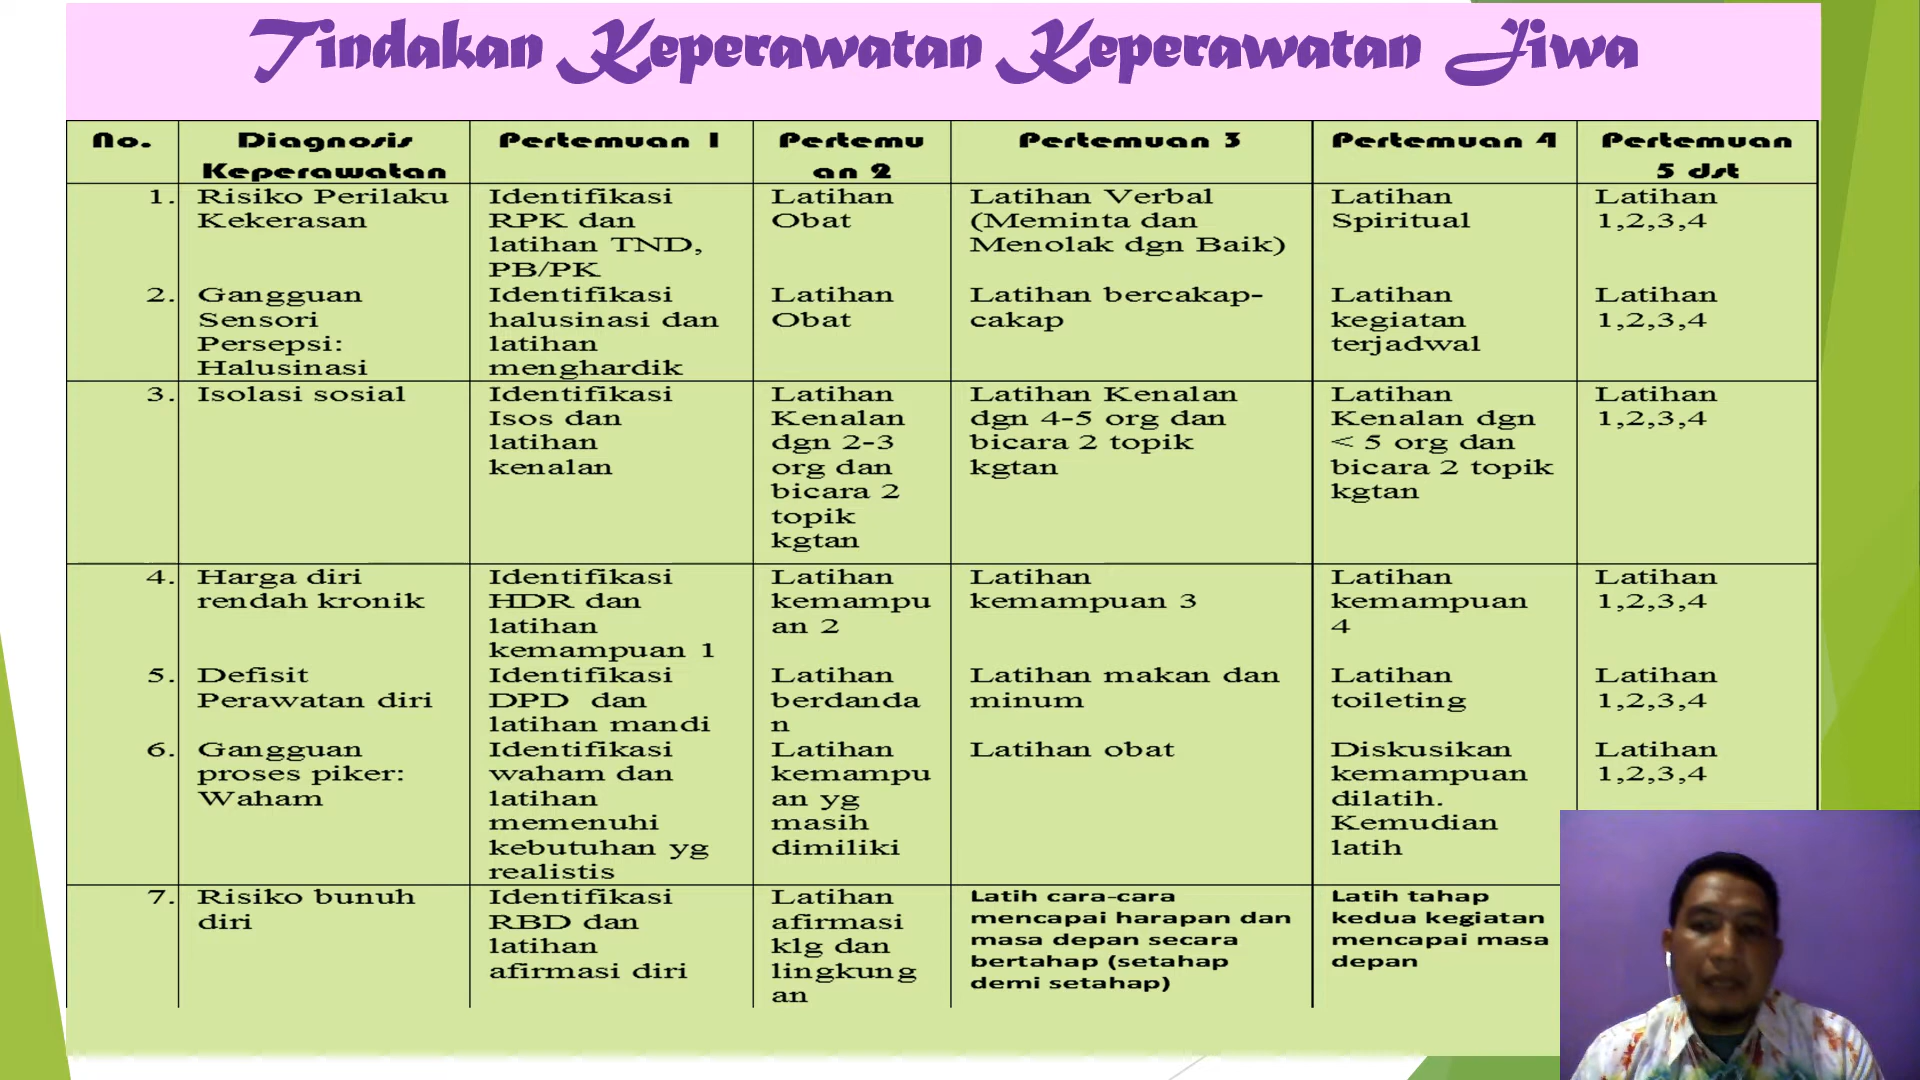 Tindakan Keperawatan Keperawatan Jiwa
No.
Diagnosis
Keperawatan
Pertemuan 1
Pertemu
an 2
Pertemuan 3
Pertemuan 4
Pertemuan
5 dst
1.
Risiko Perilaku
Kekerasan
Identifikasi
RPK dan
latihan TND,
PB/PK
Latihan
Obat
Latihan Verbal
(Meminta dan
Menolak dgn Baik)
Latihan
Spiritual
Latihan
1,2,3,4
2.
Gangguan
Sensori
Persepsi:
Halusinasi
Identifikasi
halusinasi dan
latihan
menghardik
Latihan
Obat
Latihan bercakap-
cakap
Latihan
kegiatan
terjadwal
Latihan
1,2,3,4
3.
Isolasi sosial
Identifikasi
Isos dan
latihan
kenalan
Latihan
Kenalan
dgn 2-3
org dan
bicara 2
topik
kgtan
Latihan Kenalan
dgn 4-5 org dan
bicara 2 topik
kgtan
Latihan
Kenalan dgn
< 5 org dan
bicara 2 topik
kgtan
Latihan
1,2,3,4
4.
Harga diri
rendah kronik
Identifikasi
HDR dan
latihan
kemampuan 1
Latihan
kemampu
an 2
Latihan
kemampuan 3
Latihan
kemampuan
4
Latihan
1,2,3,4
5.
Defisit
Perawatan diri
Identifikasi
DPD dan
latihan mandi
Latihan
berdanda
n
Latihan makan dan
minum
Latihan
toileting
Latihan
1,2,3,4
6.
Gangguan
proses piker:
Waham
Identifikasi
waham dan
latihan
memenuhi
kebutuhan yg
realistis
Latihan
kemampu
an yg
masih
dimiliki
Latihan obat
Diskusikan
kemampuan
dilatih.
Kemudian
latih
Latihan
1,2,3,4
7.
Risiko bunuh
diri
Identifikasi
RBD dan
latihan
afirmasi diri
Latihan
afirmasi
klg dan
lingkung
an
Latih cara-cara
mencapai harapan dan
masa depan secara
bertahap (setahap
demi setahap)
Latih tahap
kedua kegiatan
mencapai masa
depan